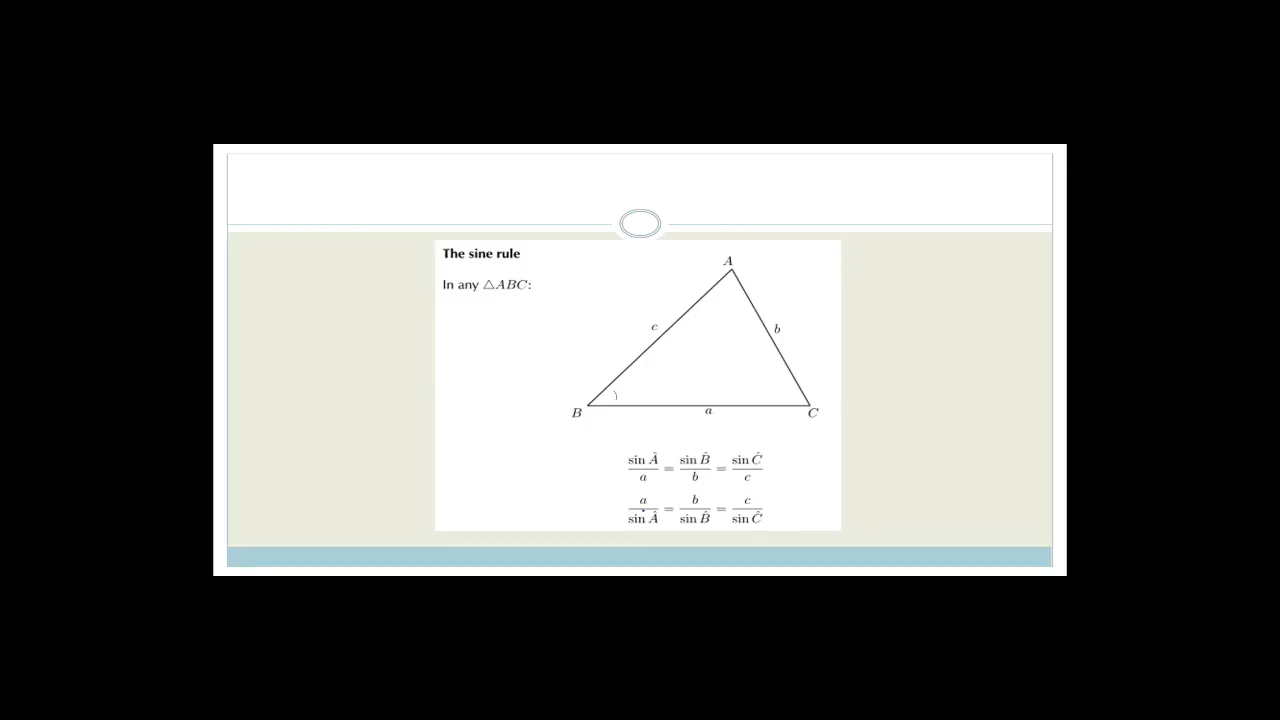 The sine rule
In any △ABC:
A
c
b
B
a
C
sin Â / a = sin B̂ / b = sin Ĉ / c
a / sin Â = b / sin B̂ = c / sin Ĉ